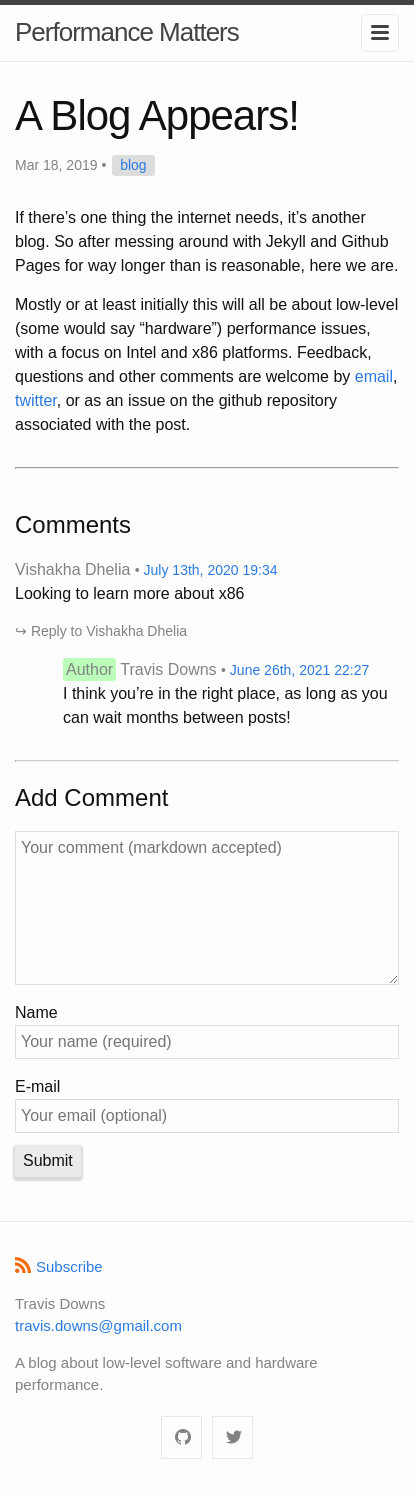 Performance Matters
A Blog Appears!
Mar 18, 2019 • blog
If there’s one thing the internet needs, it’s another
blog. So after messing around with Jekyll and Github
Pages for way longer than is reasonable, here we are.
Mostly or at least initially this will all be about low-level
(some would say “hardware”) performance issues,
with a focus on Intel and x86 platforms. Feedback,
questions and other comments are welcome by email,
twitter, or as an issue on the github repository
associated with the post.
Comments
Vishakha Dhelia • July 13th, 2020 19:34
Looking to learn more about x86
↪ Reply to Vishakha Dhelia
Author Travis Downs • June 26th, 2021 22:27
I think you’re in the right place, as long as you
can wait months between posts!
Add Comment
Your comment (markdown accepted)
Name
Your name (required)
E-mail
Your email (optional)
Submit
Subscribe
Travis Downs
travis.downs@gmail.com
A blog about low-level software and hardware
performance.